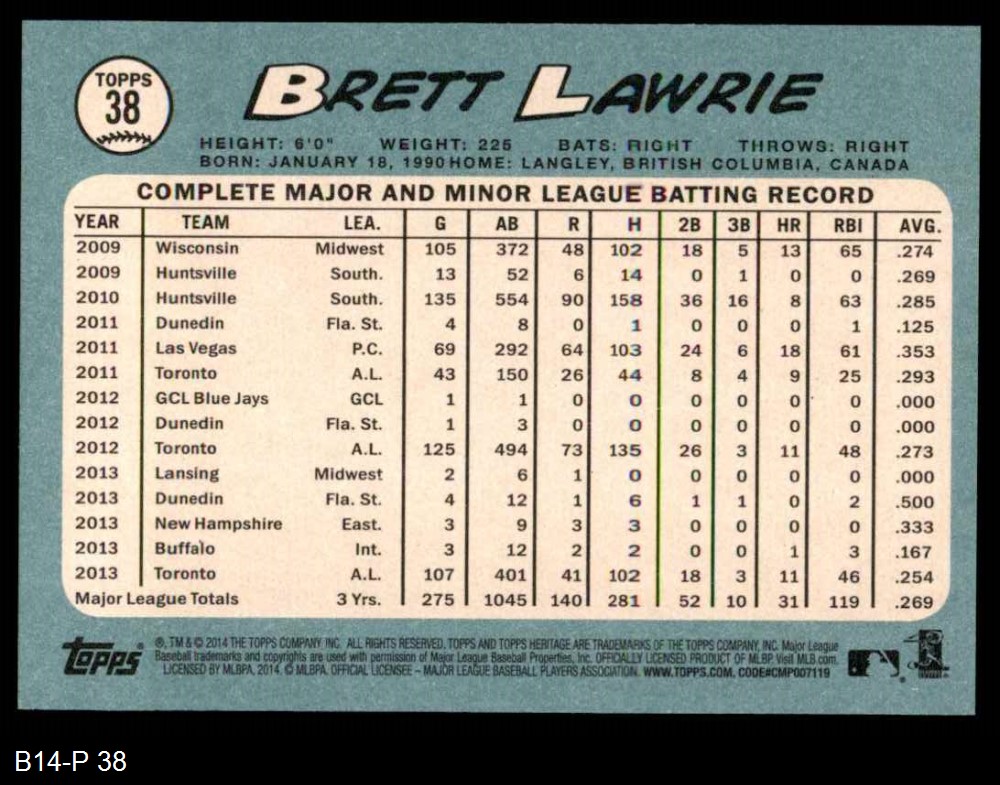 TOPPS
38
BRETT LAWRIE
HEIGHT: 6'0" WEIGHT: 225 BATS: RIGHT THROWS: RIGHT
BORN: JANUARY 18, 1990 HOME: LANGLEY, BRITISH COLUMBIA, CANADA
COMPLETE MAJOR AND MINOR LEAGUE BATTING RECORD
YEAR TEAM LEA. G AB R H 2B 3B HR RBI AVG.
2009 Wisconsin Midwest 105 372 48 102 18 5 13 65 .274
2009 Huntsville South. 13 52 6 14 0 1 0 0 .269
2010 Huntsville South. 135 554 90 158 36 16 8 63 .285
2011 Dunedin Fla. St. 4 8 0 1 0 0 0 1 .125
2011 Las Vegas P.C. 69 292 64 103 24 6 18 61 .353
2011 Toronto A.L. 43 150 26 44 8 4 9 25 .293
2012 GCL Blue Jays GCL 1 1 0 0 0 0 0 0 .000
2012 Dunedin Fla. St. 1 3 0 0 0 0 0 0 .000
2012 Toronto A.L. 125 494 73 135 26 3 11 48 .273
2013 Lansing Midwest 2 6 1 0 0 0 0 0 .000
2013 Dunedin Fla. St. 4 12 1 6 1 1 0 2 .500
2013 New Hampshire East. 3 9 3 3 0 0 0 0 .333
2013 Buffalo Int. 3 12 2 2 0 0 1 3 .167
2013 Toronto A.L. 107 401 41 102 18 3 11 46 .254
Major League Totals 3 Yrs. 275 1045 140 281 52 10 31 119 .269
TOPPS
®, TM & © 2014 THE TOPPS COMPANY, INC. ALL RIGHTS RESERVED. TOPPS AND TOPPS HERITAGE ARE TRADEMARKS OF THE TOPPS COMPANY, INC. Major League
Baseball trademarks and copyrights are used with permission of Major League Baseball Properties, Inc. OFFICIALLY LICENSED PRODUCT OF MLBP. Visit MLB.com.
LICENSED BY MLBPA, 2014. © MLBPA. OFFICIAL LICENSEE – MAJOR LEAGUE BASEBALL PLAYERS ASSOCIATION. WWW.TOPPS.COM. CODE#CMP007119
B14-P 38